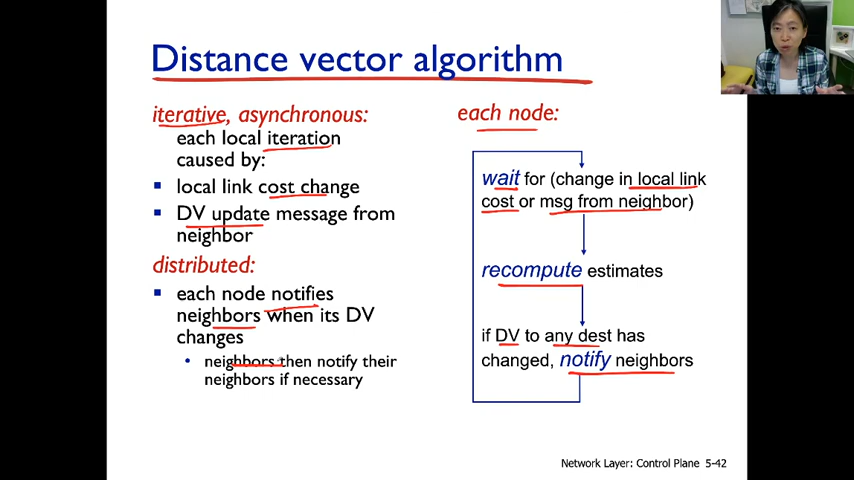 Distance vector algorithm
iterative, asynchronous:
each local iteration
caused by:
local link cost change
DV update message from
neighbor
distributed:
each node notifies
neighbors when its DV
changes
neighbors then notify their
neighbors if necessary
each node:
wait for (change in local link
cost or msg from neighbor)
recompute estimates
if DV to any dest has
changed, notify neighbors
Network Layer: Control Plane 5-42